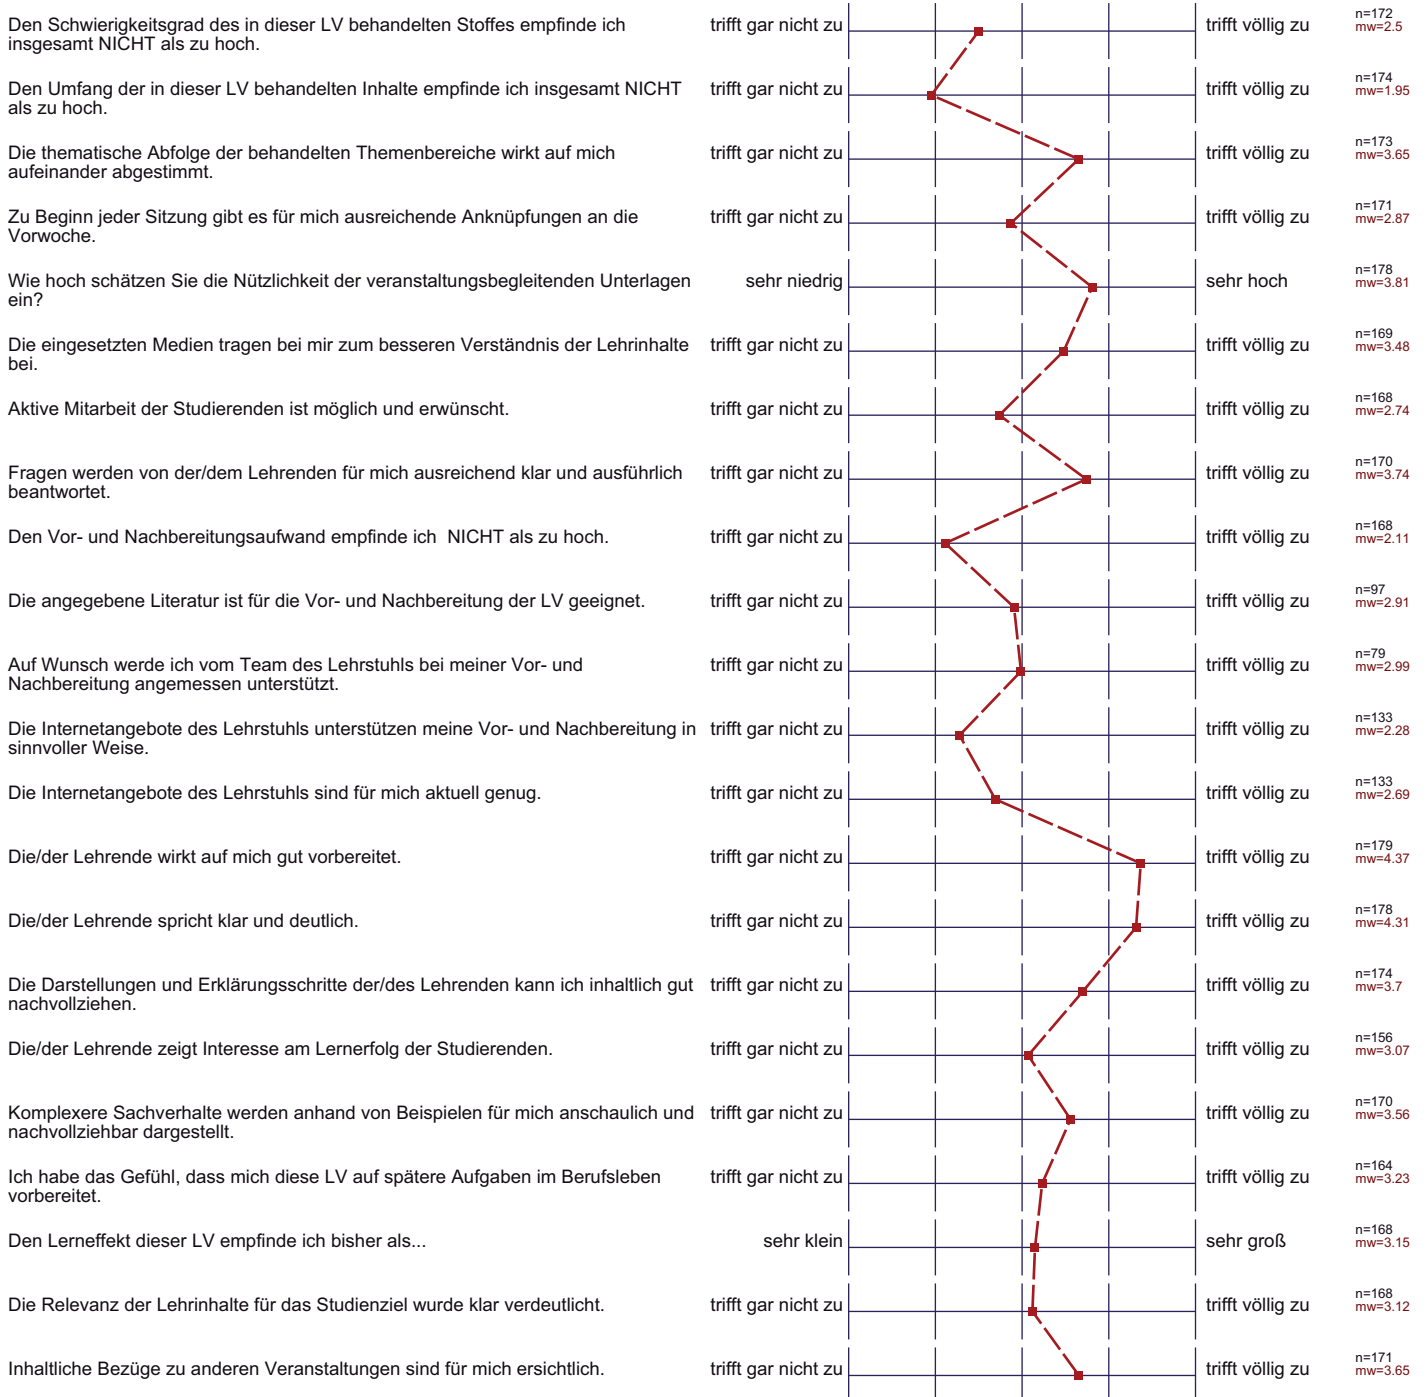 Den Schwierigkeitsgrad des in dieser LV behandelten Stoffes empfinde ich
insgesamt NICHT als zu hoch.
trifft gar nicht zu
trifft völlig zu
n=172
mw=2.5
Den Umfang der in dieser LV behandelten Inhalte empfinde ich insgesamt NICHT
als zu hoch.
trifft gar nicht zu
trifft völlig zu
n=174
mw=1.95
Die thematische Abfolge der behandelten Themenbereiche wirkt auf mich
aufeinander abgestimmt.
trifft gar nicht zu
trifft völlig zu
n=173
mw=3.65
Zu Beginn jeder Sitzung gibt es für mich ausreichende Anknüpfungen an die
Vorwoche.
trifft gar nicht zu
trifft völlig zu
n=171
mw=2.87
Wie hoch schätzen Sie die Nützlichkeit der veranstaltungsbegleitenden Unterlagen
ein?
sehr niedrig
sehr hoch
n=178
mw=3.81
Die eingesetzten Medien tragen bei mir zum besseren Verständnis der Lehrinhalte
bei.
trifft gar nicht zu
trifft völlig zu
n=169
mw=3.48
Aktive Mitarbeit der Studierenden ist möglich und erwünscht.
trifft gar nicht zu
trifft völlig zu
n=168
mw=2.74
Fragen werden von der/dem Lehrenden für mich ausreichend klar und ausführlich
beantwortet.
trifft gar nicht zu
trifft völlig zu
n=170
mw=3.74
Den Vor- und Nachbereitungsaufwand empfinde ich NICHT als zu hoch.
trifft gar nicht zu
trifft völlig zu
n=168
mw=2.11
Die angegebene Literatur ist für die Vor- und Nachbereitung der LV geeignet.
trifft gar nicht zu
trifft völlig zu
n=97
mw=2.91
Auf Wunsch werde ich vom Team des Lehrstuhls bei meiner Vor- und
Nachbereitung angemessen unterstützt.
trifft gar nicht zu
trifft völlig zu
n=79
mw=2.99
Die Internetangebote des Lehrstuhls unterstützen meine Vor- und Nachbereitung in
sinnvoller Weise.
trifft gar nicht zu
trifft völlig zu
n=133
mw=2.28
Die Internetangebote des Lehrstuhls sind für mich aktuell genug.
trifft gar nicht zu
trifft völlig zu
n=133
mw=2.69
Die/der Lehrende wirkt auf mich gut vorbereitet.
trifft gar nicht zu
trifft völlig zu
n=179
mw=4.37
Die/der Lehrende spricht klar und deutlich.
trifft gar nicht zu
trifft völlig zu
n=178
mw=4.31
Die Darstellungen und Erklärungsschritte der/des Lehrenden kann ich inhaltlich gut
nachvollziehen.
trifft gar nicht zu
trifft völlig zu
n=174
mw=3.7
Die/der Lehrende zeigt Interesse am Lernerfolg der Studierenden.
trifft gar nicht zu
trifft völlig zu
n=156
mw=3.07
Komplexere Sachverhalte werden anhand von Beispielen für mich anschaulich und
nachvollziehbar dargestellt.
trifft gar nicht zu
trifft völlig zu
n=170
mw=3.56
Ich habe das Gefühl, dass mich diese LV auf spätere Aufgaben im Berufsleben
vorbereitet.
trifft gar nicht zu
trifft völlig zu
n=164
mw=3.23
Den Lerneffekt dieser LV empfinde ich bisher als...
sehr klein
sehr groß
n=168
mw=3.15
Die Relevanz der Lehrinhalte für das Studienziel wurde klar verdeutlicht.
trifft gar nicht zu
trifft völlig zu
n=168
mw=3.12
Inhaltliche Bezüge zu anderen Veranstaltungen sind für mich ersichtlich.
trifft gar nicht zu
trifft völlig zu
n=171
mw=3.65